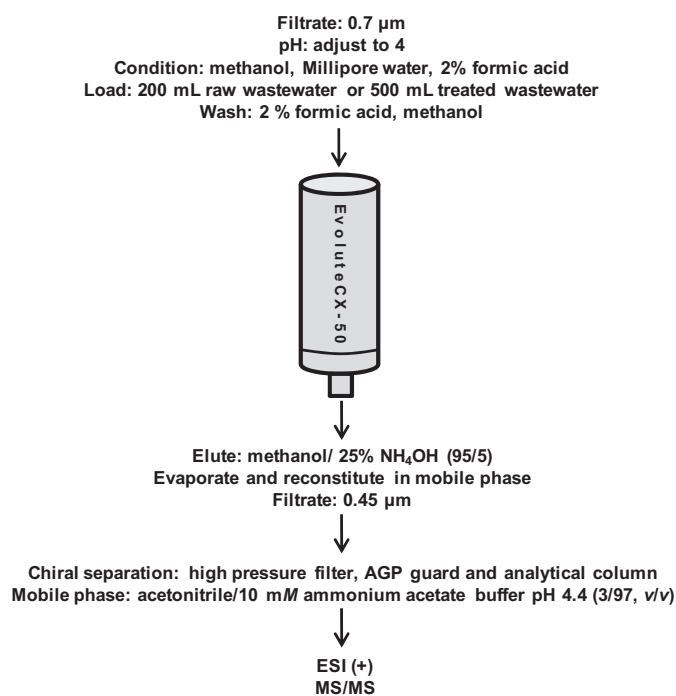 Filtrate: 0.7 µm
pH: adjust to 4
Condition: methanol, Millipore water, 2% formic acid
Load: 200 mL raw wastewater or 500 mL treated wastewater
Wash: 2 % formic acid, methanol
EvoluteCX-50
Elute: methanol/ 25% NH₄OH (95/5)
Evaporate and reconstitute in mobile phase
Filtrate: 0.45 µm
Chiral separation: high pressure filter, AGP guard and analytical column
Mobile phase: acetonitrile/10 mM ammonium acetate buffer pH 4.4 (3/97, v/v)
ESI (+)
MS/MS